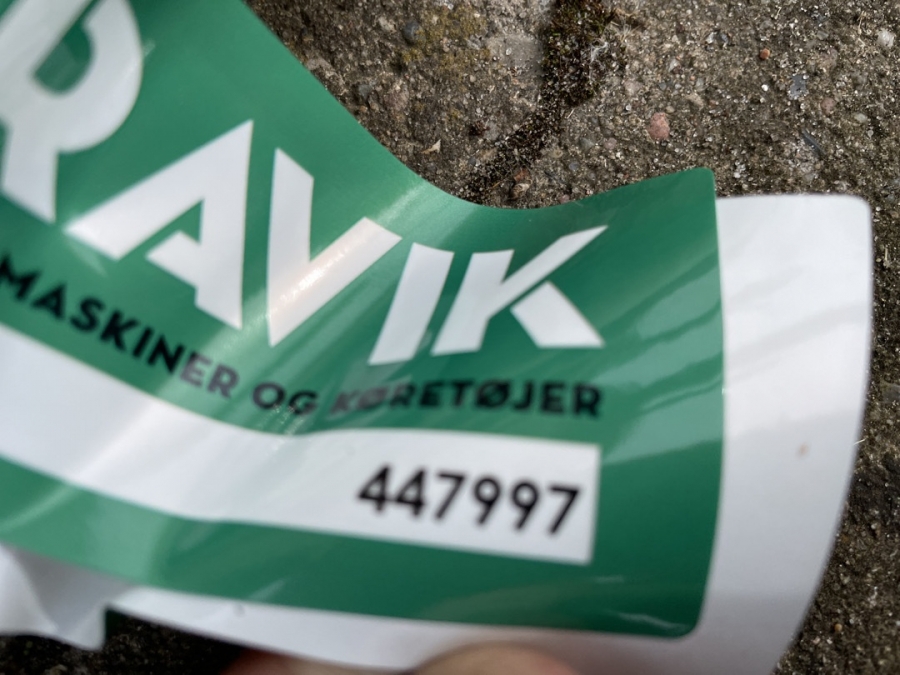 RAVIK
MASKINER OG KØRETØJER
447997